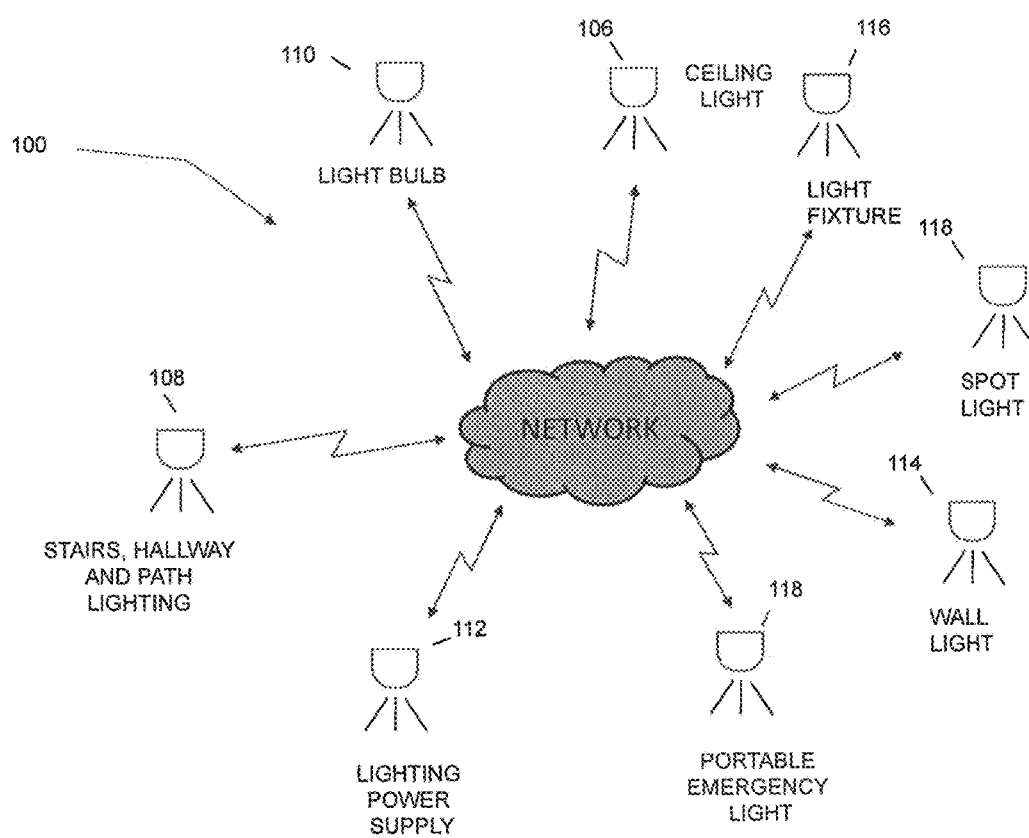 106
116
110
CEILING
LIGHT
100
LIGHT BULB
LIGHT
FIXTURE
118
SPOT
LIGHT
108
NETWORK
114
STAIRS, HALLWAY
AND PATH
LIGHTING
WALL
LIGHT
112
118
LIGHTING
POWER
SUPPLY
PORTABLE
EMERGENCY
LIGHT